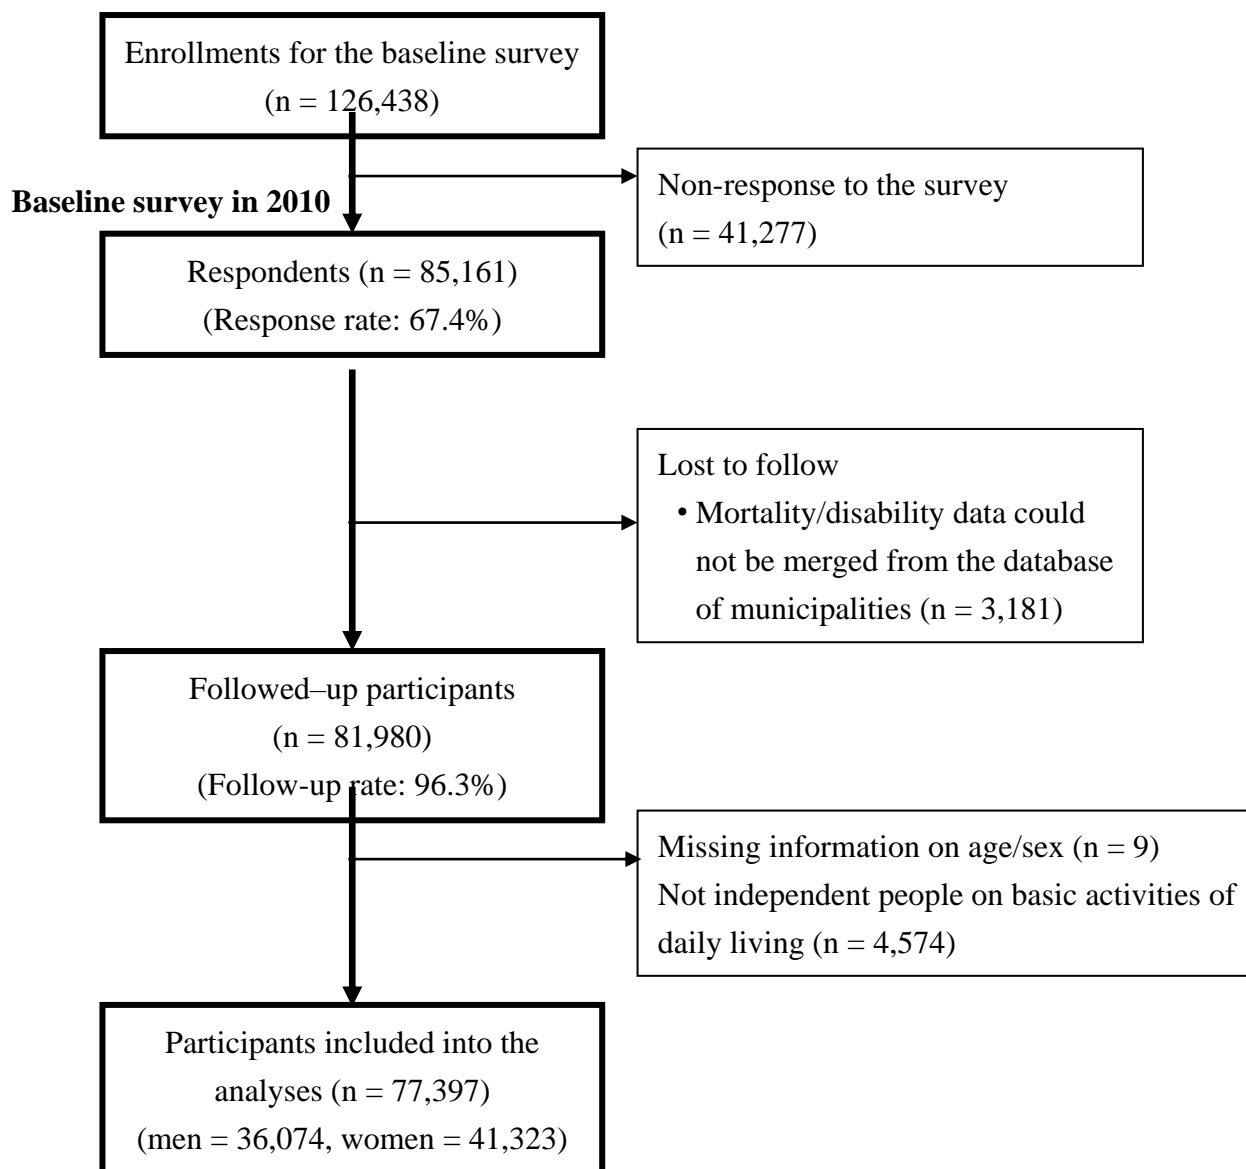 Enrollments for the baseline survey
(n = 126,438)
Non-response to the survey
(n = 41,277)
Baseline survey in 2010
Respondents (n = 85,161)
(Response rate: 67.4%)
Lost to follow
• Mortality/disability data could
not be merged from the database
of municipalities (n = 3,181)
Followed–up participants
(n = 81,980)
(Follow-up rate: 96.3%)
Missing information on age/sex (n = 9)
Not independent people on basic activities of
daily living (n = 4,574)
Participants included into the
analyses (n = 77,397)
(men = 36,074, women = 41,323)